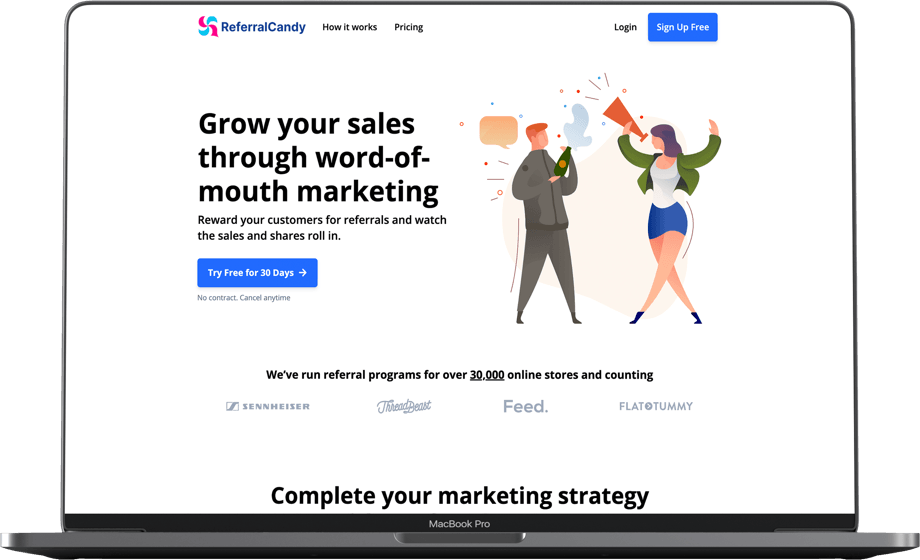 ReferralCandy How it works Pricing Login Sign Up Free
Grow your sales
through word-of-
mouth marketing
Reward your customers for referrals and watch
the sales and shares roll in.
Try Free for 30 Days →
No contract. Cancel anytime
We’ve run referral programs for over 30,000 online stores and counting
SENNHEISER ThreadBeast Feed. FLAT TUMMY
Complete your marketing strategy
MacBook Pro